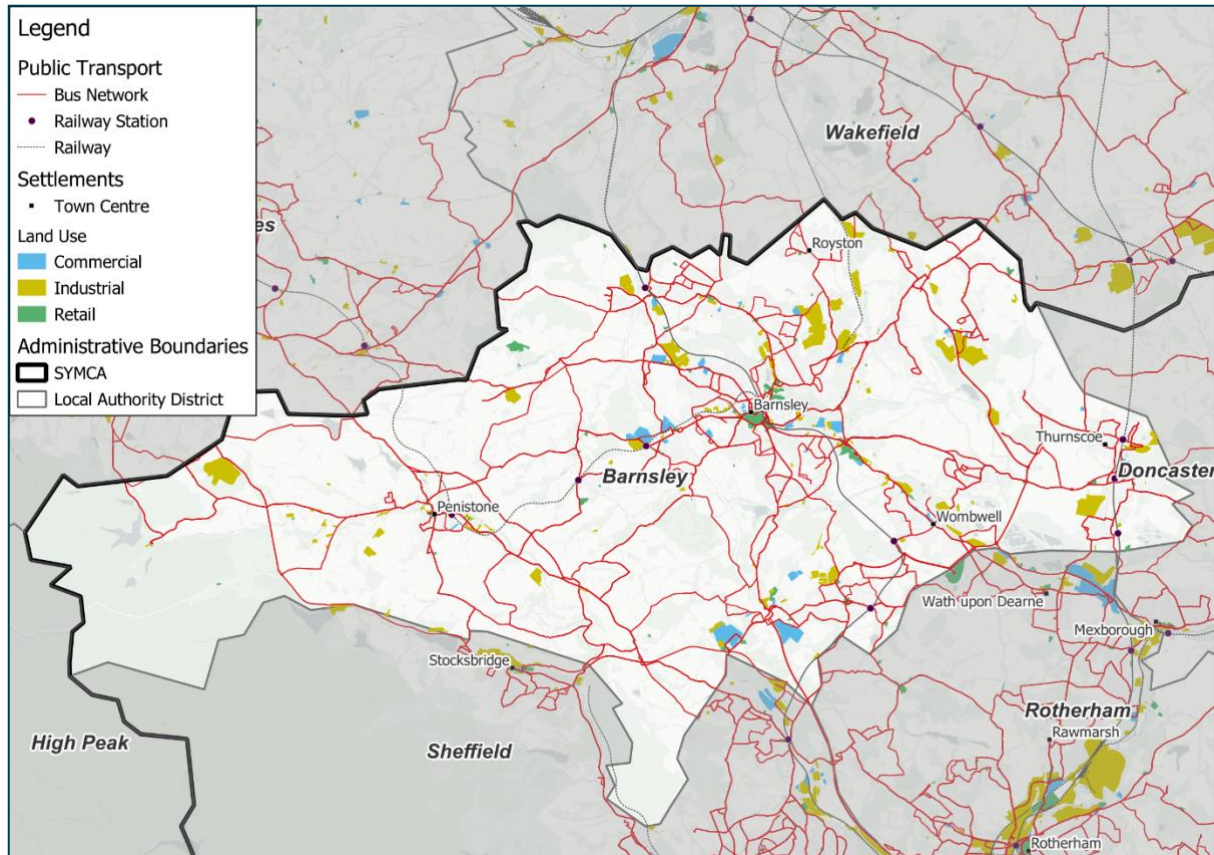 Legend
Public Transport
Bus Network
Railway Station
Railway
Settlements
Town Centre
Land Use
Commercial
Industrial
Retail
Administrative Boundaries
SYMCA
Local Authority District
Wakefield
es
Royston
Barnsley
Thurnscoe
Doncaster
Barnsley
Penistone
Wombwell
Wath upon Dearne
Mexborough
Stocksbridge
Rotherham
High Peak
Sheffield
Rawmarsh
Rotherham